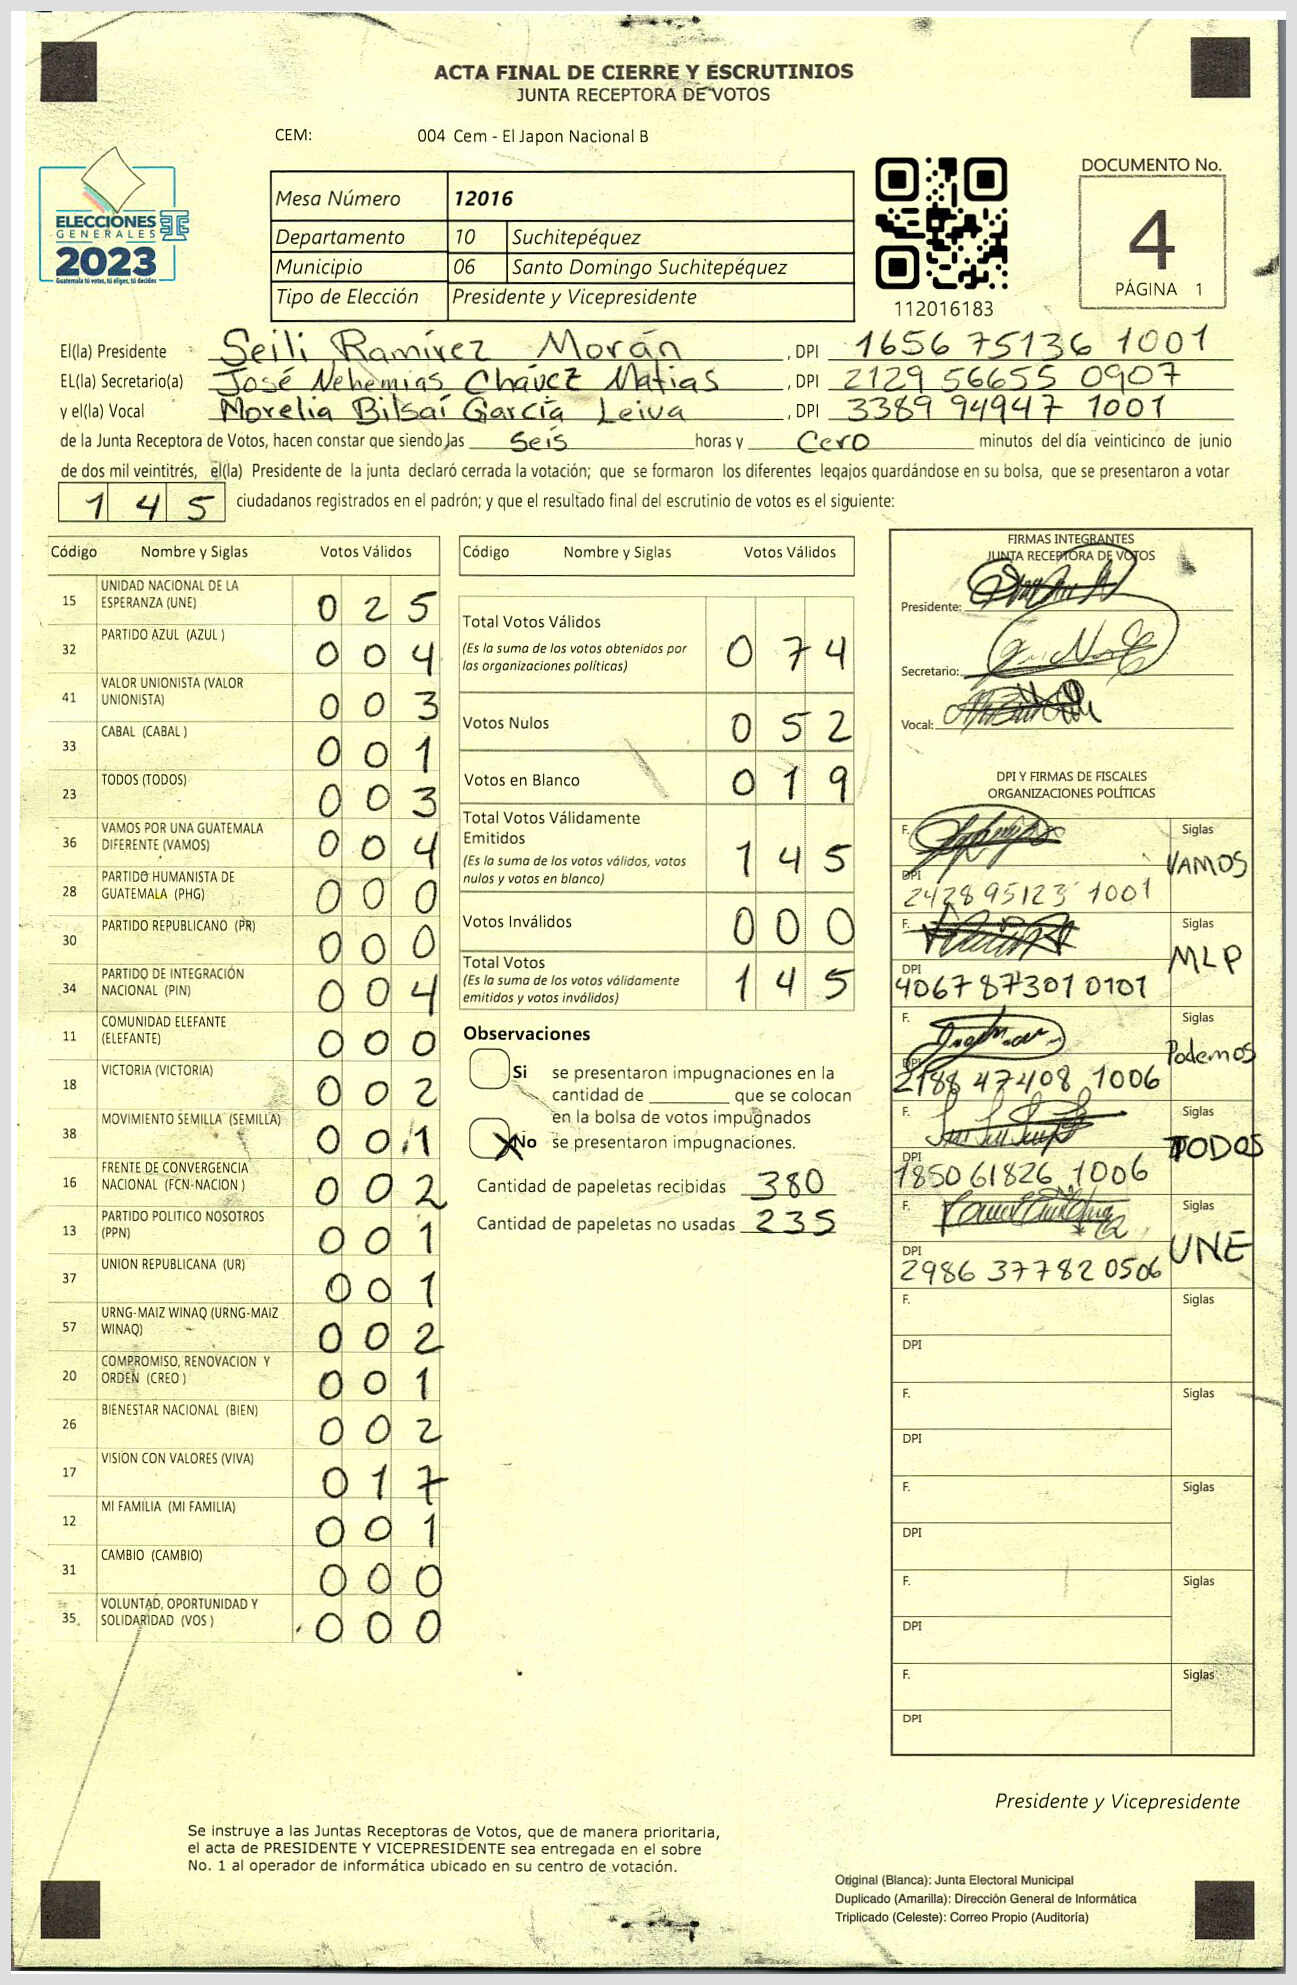 ACTA FINAL DE CIERRE Y ESCRUTINIOS
JUNTA RECEPTORA DE VOTOS
CEM: 004 Cem - El Japon Nacional B
ELECCIONES
GENERALES
2023
Guatemala tú votas, tú eliges, tú decides
Mesa Número 12016
Departamento 10 Suchitepéquez
Municipio 06 Santo Domingo Suchitepéquez
Tipo de Elección Presidente y Vicepresidente
112016183
DOCUMENTO No.
4
PÁGINA 1
El(la) Presidente Seili Ramírez Morán , DPI 1656 75136 1001
EL(la) Secretario(a) José Nehemias Chávez Matias , DPI 2129 56655 0907
y el(la) Vocal Morelia Bilsaí García Leiva , DPI 3389 94947 1001
de la Junta Receptora de Votos, hacen constar que siendo las Seis horas y Cero minutos del día veinticinco de junio
de dos mil veintitrés, el(la) Presidente de la junta declaró cerrada la votación; que se formaron los diferentes legajos guardándose en su bolsa, que se presentaron a votar
1 4 5 ciudadanos registrados en el padrón; y que el resultado final del escrutinio de votos es el siguiente:
Código Nombre y Siglas Votos Válidos
15 UNIDAD NACIONAL DE LA ESPERANZA (UNE) 0 2 5
32 PARTIDO AZUL (AZUL ) 0 0 4
41 VALOR UNIONISTA (VALOR UNIONISTA) 0 0 3
33 CABAL (CABAL ) 0 0 1
23 TODOS (TODOS) 0 0 3
36 VAMOS POR UNA GUATEMALA DIFERENTE (VAMOS) 0 0 4
28 PARTIDO HUMANISTA DE GUATEMALA (PHG) 0 0 0
30 PARTIDO REPUBLICANO (PR) 0 0 0
34 PARTIDO DE INTEGRACIÓN NACIONAL (PIN) 0 0 4
11 COMUNIDAD ELEFANTE (ELEFANTE) 0 0 0
18 VICTORIA (VICTORIA) 0 0 2
38 MOVIMIENTO SEMILLA (SEMILLA) 0 0 1
16 FRENTE DE CONVERGENCIA NACIONAL (FCN-NACION ) 0 0 2
13 PARTIDO POLITICO NOSOTROS (PPN) 0 0 1
37 UNION REPUBLICANA (UR) 0 0 1
57 URNG-MAIZ WINAQ (URNG-MAIZ WINAQ) 0 0 2
20 COMPROMISO, RENOVACION Y ORDEN (CREO ) 0 0 1
26 BIENESTAR NACIONAL (BIEN) 0 0 2
17 VISION CON VALORES (VIVA) 0 1 7
12 MI FAMILIA (MI FAMILIA) 0 0 1
31 CAMBIO (CAMBIO) 0 0 0
35 VOLUNTAD, OPORTUNIDAD Y SOLIDARIDAD (VOS ) 0 0 0
Código Nombre y Siglas Votos Válidos
Total Votos Válidos 0 7 4
(Es la suma de los votos obtenidos por
las organizaciones políticas)
Votos Nulos 0 5 2
Votos en Blanco 0 1 9
Total Votos Válidamente
Emitidos 1 4 5
(Es la suma de los votos válidos, votos
nulos y votos en blanco)
Votos Inválidos 0 0 0
Total Votos 1 4 5
(Es la suma de los votos válidamente
emitidos y votos inválidos)
Observaciones
Si se presentaron impugnaciones en la
cantidad de ________ que se colocan
en la bolsa de votos impugnados
X No se presentaron impugnaciones.
Cantidad de papeletas recibidas 380
Cantidad de papeletas no usadas 235
FIRMAS INTEGRANTES
JUNTA RECEPTORA DE VOTOS
Presidente:
Secretario:
Vocal:
DPI Y FIRMAS DE FISCALES
ORGANIZACIONES POLÍTICAS
F. Siglas
VAMOS
DPI
2428 95123 1001
F. Siglas
MLP
DPI
4067 87301 0101
F. Siglas
Podemos
DPI
2188 47408 1006
F. Siglas
TODOS
DPI
1850 61826 1006
F. Siglas
UNE
DPI
2986 37782 0506
F. Siglas
DPI
F. Siglas
DPI
F. Siglas
DPI
F. Siglas
DPI
F. Siglas
DPI
Presidente y Vicepresidente
Se instruye a las Juntas Receptoras de Votos, que de manera prioritaria,
el acta de PRESIDENTE Y VICEPRESIDENTE sea entregada en el sobre
No. 1 al operador de informática ubicado en su centro de votación.
Original (Blanca): Junta Electoral Municipal
Duplicado (Amarilla): Dirección General de Informática
Triplicado (Celeste): Correo Propio (Auditoría)